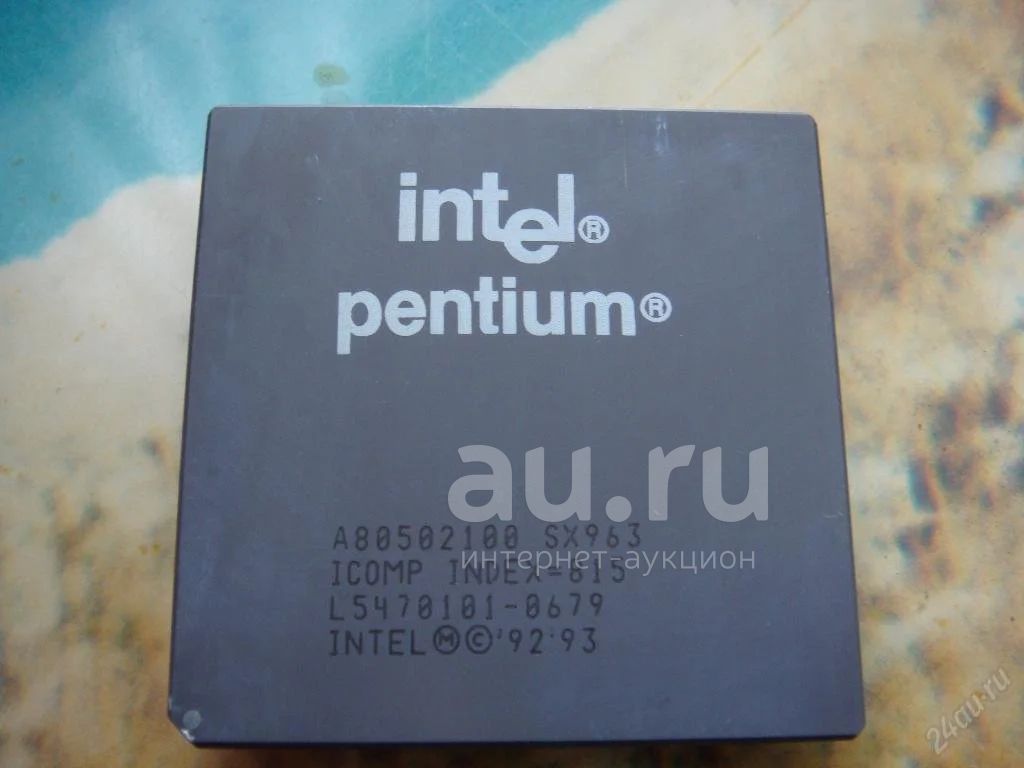 intel®
pentium®
au.ru
A80502100 SX963
интернет-аукцион
ICOMP INDEX-815
L5470101-0679
INTEL Ⓜ © '92 '93
24au.ru